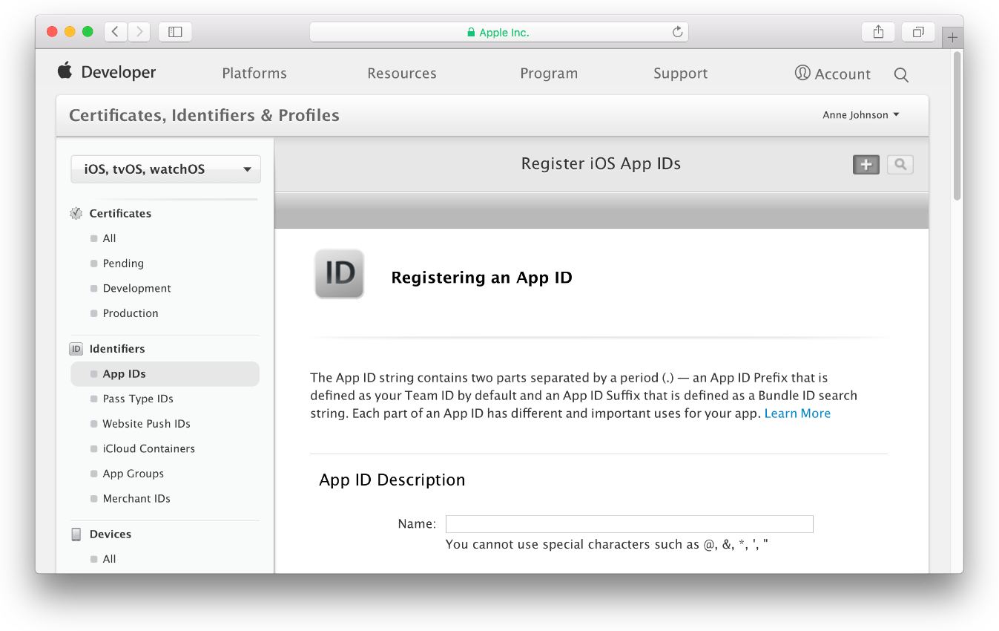 Apple Inc.
Developer
Platforms
Resources
Program
Support
Account
Certificates, Identifiers & Profiles
Anne Johnson
iOS, tvOS, watchOS
Register iOS App IDs
Certificates
All
Pending
Development
Production
ID Identifiers
App IDs
Pass Type IDs
Website Push IDs
iCloud Containers
App Groups
Merchant IDs
Devices
All
ID
Registering an App ID
The App ID string contains two parts separated by a period (.) — an App ID Prefix that is
defined as your Team ID by default and an App ID Suffix that is defined as a Bundle ID search
string. Each part of an App ID has different and important uses for your app. Learn More
App ID Description
Name:
You cannot use special characters such as @, &, *, ', "